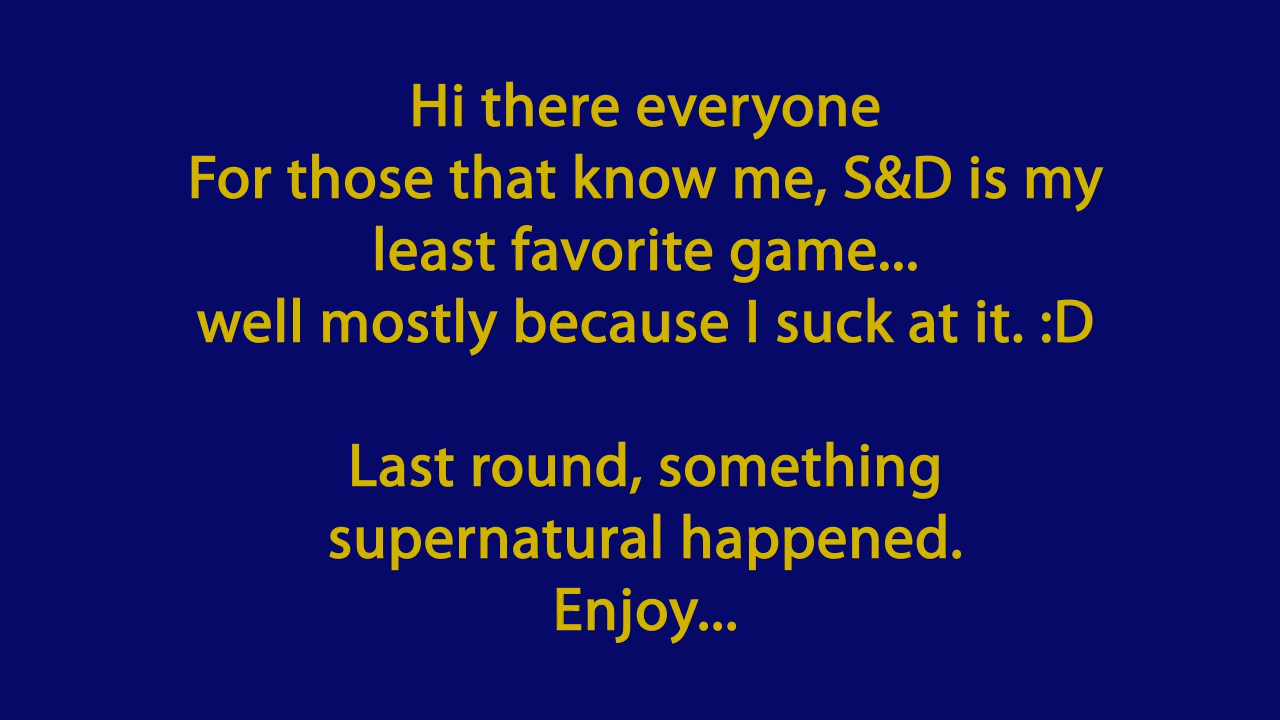 Hi there everyone
For those that know me, S&D is my
least favorite game...
well mostly because I suck at it. :D
Last round, something
supernatural happened.
Enjoy...